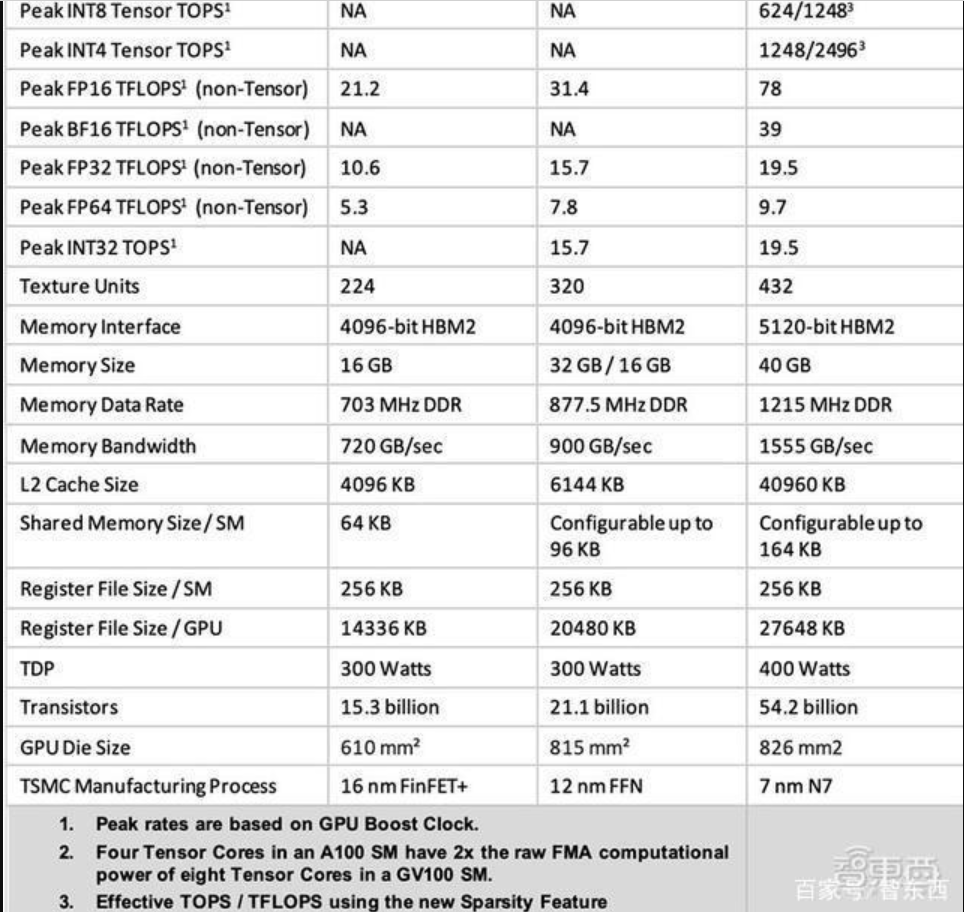 Peak INT8 Tensor TOPS¹ NA NA 624/1248³
Peak INT4 Tensor TOPS¹ NA NA 1248/2496³
Peak FP16 TFLOPS¹ (non-Tensor) 21.2 31.4 78
Peak BF16 TFLOPS¹ (non-Tensor) NA NA 39
Peak FP32 TFLOPS¹ (non-Tensor) 10.6 15.7 19.5
Peak FP64 TFLOPS¹ (non-Tensor) 5.3 7.8 9.7
Peak INT32 TOPS¹ NA 15.7 19.5
Texture Units 224 320 432
Memory Interface 4096-bit HBM2 4096-bit HBM2 5120-bit HBM2
Memory Size 16 GB 32 GB / 16 GB 40 GB
Memory Data Rate 703 MHz DDR 877.5 MHz DDR 1215 MHz DDR
Memory Bandwidth 720 GB/sec 900 GB/sec 1555 GB/sec
L2 Cache Size 4096 KB 6144 KB 40960 KB
Shared Memory Size / SM 64 KB Configurable up to Configurable up to
96 KB 164 KB
Register File Size / SM 256 KB 256 KB 256 KB
Register File Size / GPU 14336 KB 20480 KB 27648 KB
TDP 300 Watts 300 Watts 400 Watts
Transistors 15.3 billion 21.1 billion 54.2 billion
GPU Die Size 610 mm² 815 mm² 826 mm2
TSMC Manufacturing Process 16 nm FinFET+ 12 nm FFN 7 nm N7
1. Peak rates are based on GPU Boost Clock.
2. Four Tensor Cores in an A100 SM have 2x the raw FMA computational
power of eight Tensor Cores in a GV100 SM.
3. Effective TOPS / TFLOPS using the new Sparsity Feature
智東西
百家号/智东西